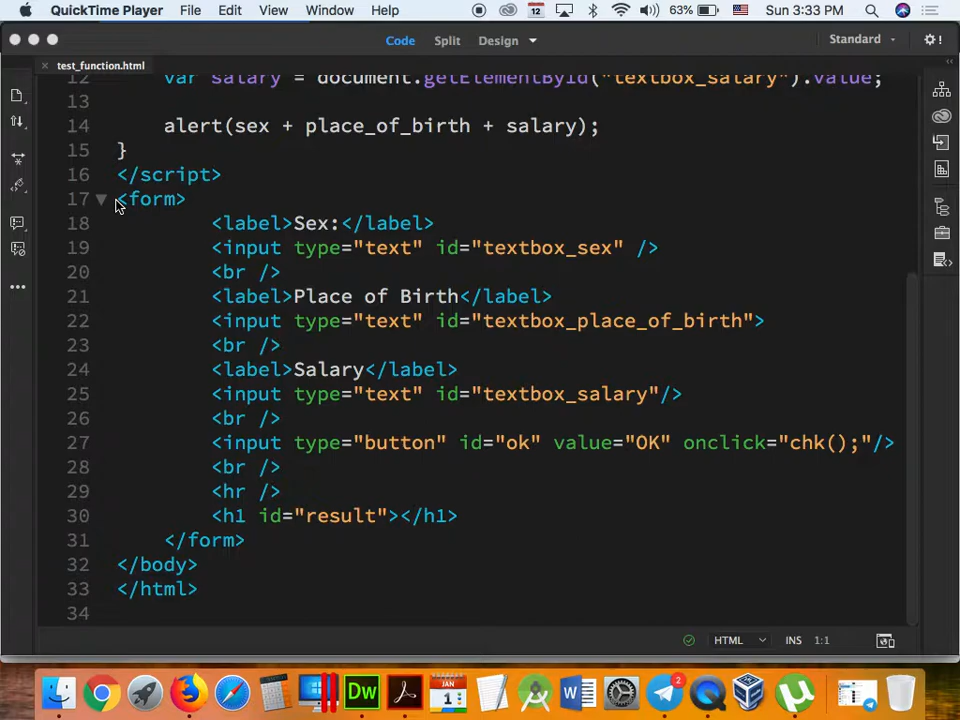 QuickTime Player File Edit View Window Help 12 63% Sun 3:33 PM
Code Split Design Standard
× test_function.html
12 var salary = document.getElementById("textbox_salary").value;
13
14 alert(sex + place_of_birth + salary);
15 }
16 </script>
17 <form>
18 <label>Sex:</label>
19 <input type="text" id="textbox_sex" />
20 <br />
21 <label>Place of Birth</label>
22 <input type="text" id="textbox_place_of_birth">
23 <br />
24 <label>Salary</label>
25 <input type="text" id="textbox_salary"/>
26 <br />
27 <input type="button" id="ok" value="OK" onclick="chk();"/>
28 <br />
29 <hr />
30 <h1 id="result"></h1>
31 </form>
32 </body>
33 </html>
34
HTML INS 1:1
Dw JAN 1 W 2